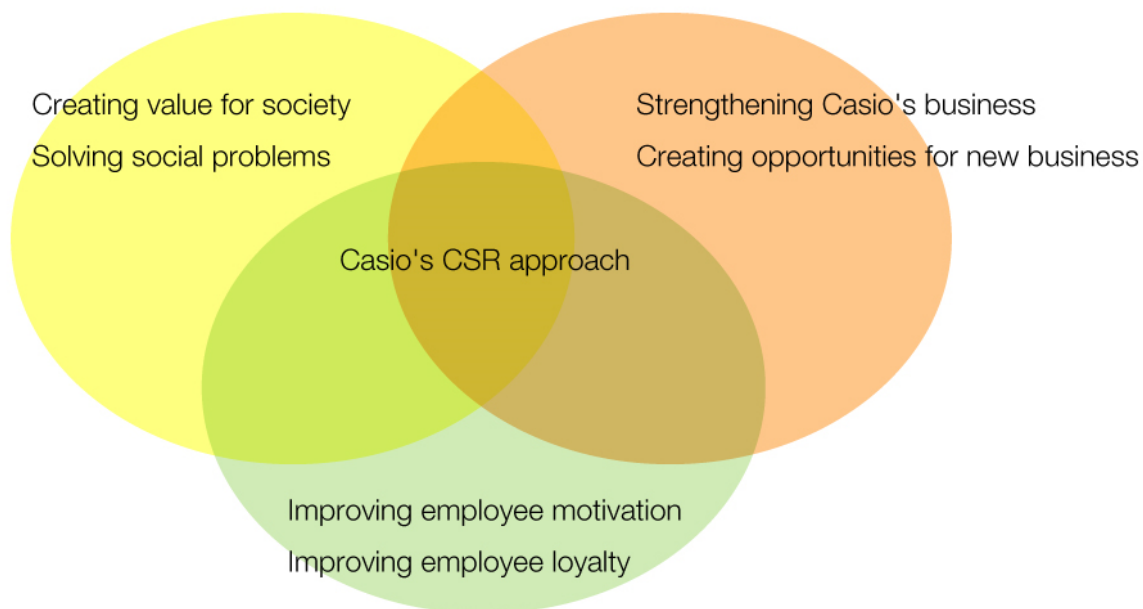 Creating value for society
Solving social problems
Strengthening Casio's business
Creating opportunities for new business
Casio's CSR approach
Improving employee motivation
Improving employee loyalty